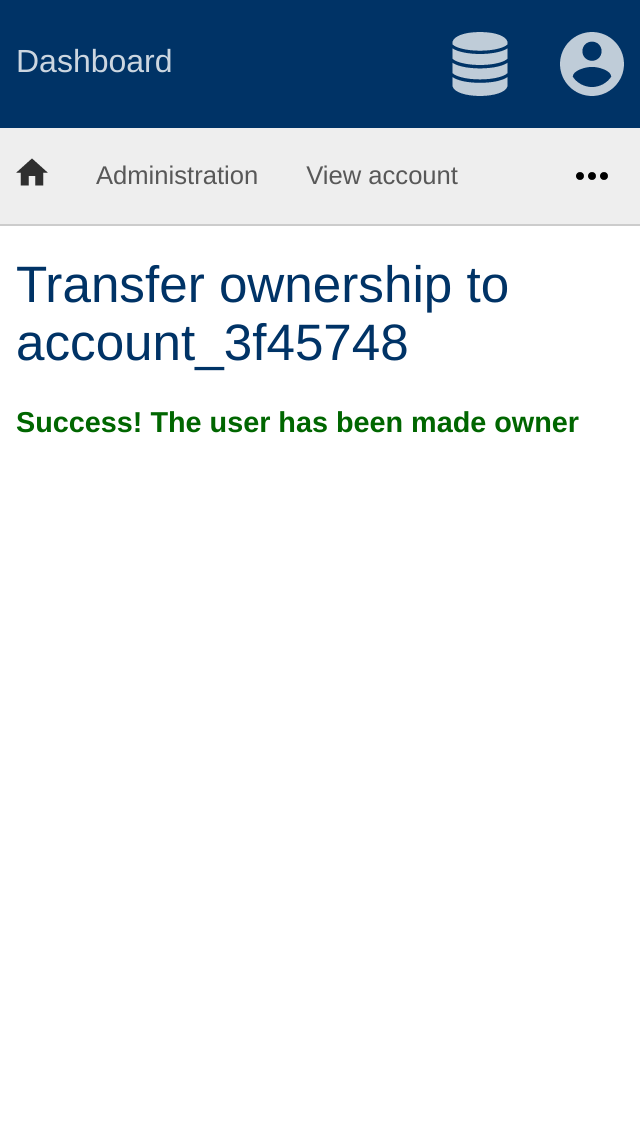 Dashboard
Administration View account
Transfer ownership to
account_3f45748
Success! The user has been made owner